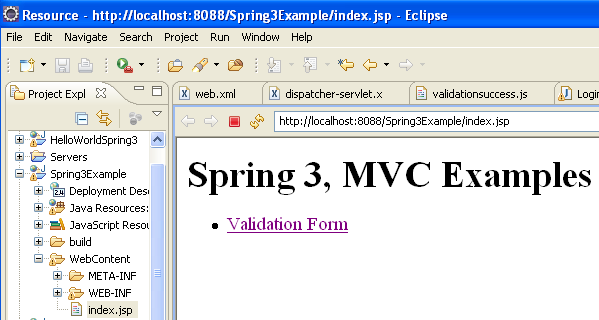 Resource - http://localhost:8088/Spring3Example/index.jsp - Eclipse
File Edit Navigate Search Project Run Window Help
Project Expl
web.xml dispatcher-servlet.x validationsuccess.js Login
http://localhost:8088/Spring3Example/index.jsp
HelloWorldSpring3
Servers
Spring3Example
Deployment Des
Java Resources:
JavaScript Resou
build
WebContent
META-INF
WEB-INF
index.jsp
Spring 3, MVC Examples
Validation Form